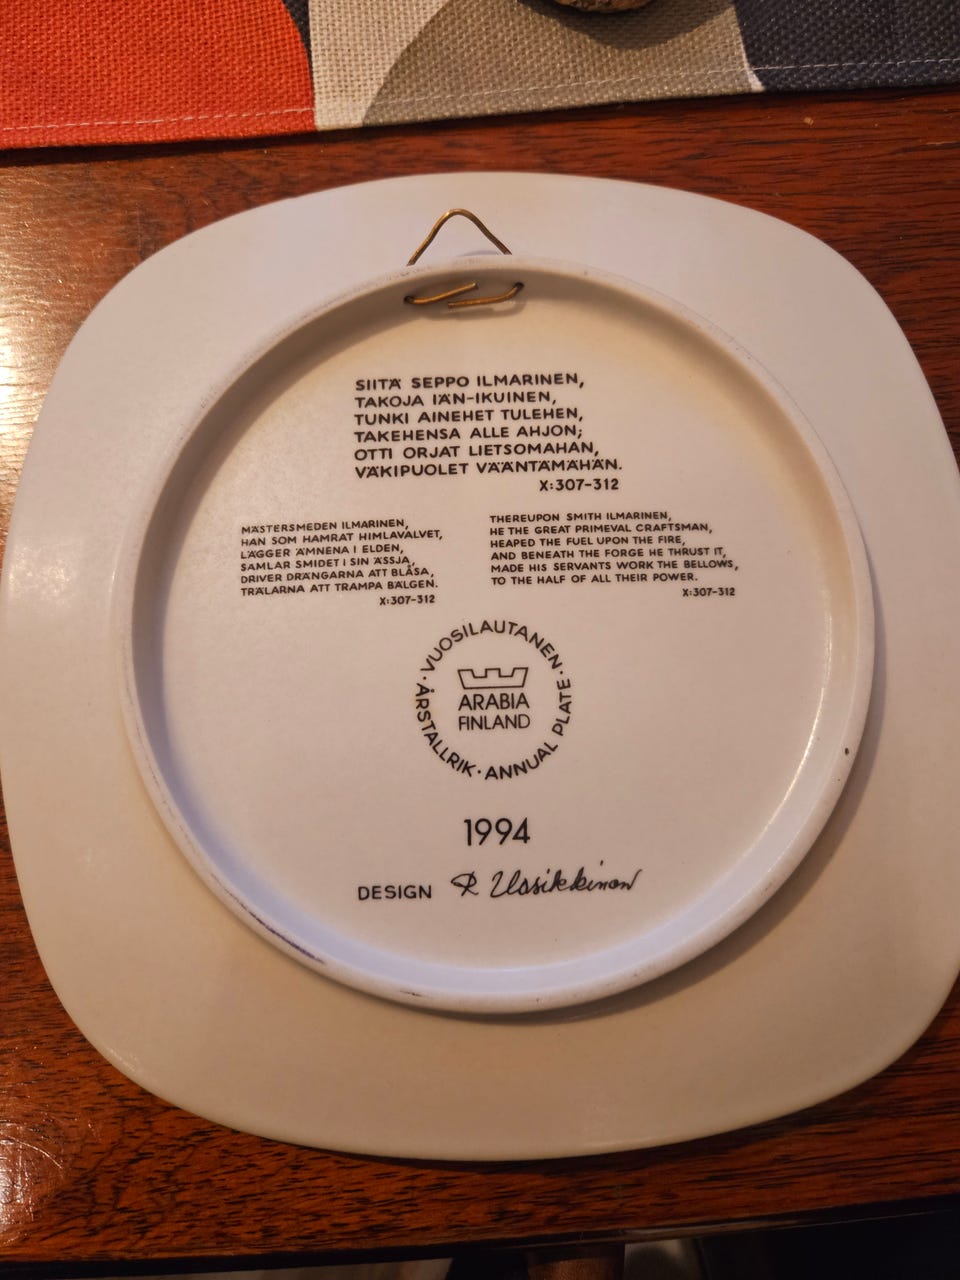 SIITÄ SEPPO ILMARINEN,
TAKOJA IÄN-IKUINEN,
TUNKI AINEHET TULEHEN,
TAKEHENSA ALLE AHJON;
OTTI ORJAT LIETSOMAHAN,
VÄKIPUOLET VÄÄNTÄMÄHÄN.
X:307-312
MÄSTERSMEDEN ILMARINEN,
HAN SOM HAMRAT HIMLAVALVET,
LÄGGER ÄMNENA I ELDEN,
SAMLAR SMIDET I SIN ÄSSJA,
DRIVER DRÄNGARNA ATT BLÅSA,
TRÄLARNA ATT TRAMPA BÄLGEN.
X:307-312
THEREUPON SMITH ILMARINEN,
HE THE GREAT PRIMEVAL CRAFTSMAN,
HEAPED THE FUEL UPON THE FIRE,
AND BENEATH THE FORGE HE THRUST IT,
MADE HIS SERVANTS WORK THE BELLOWS,
TO THE HALF OF ALL THEIR POWER.
X:307-312
· VUOSILAUTANEN · ANNUAL PLATE · ÅRSTALLRIK
ARABIA
FINLAND
1994
DESIGN R Uosikkinen